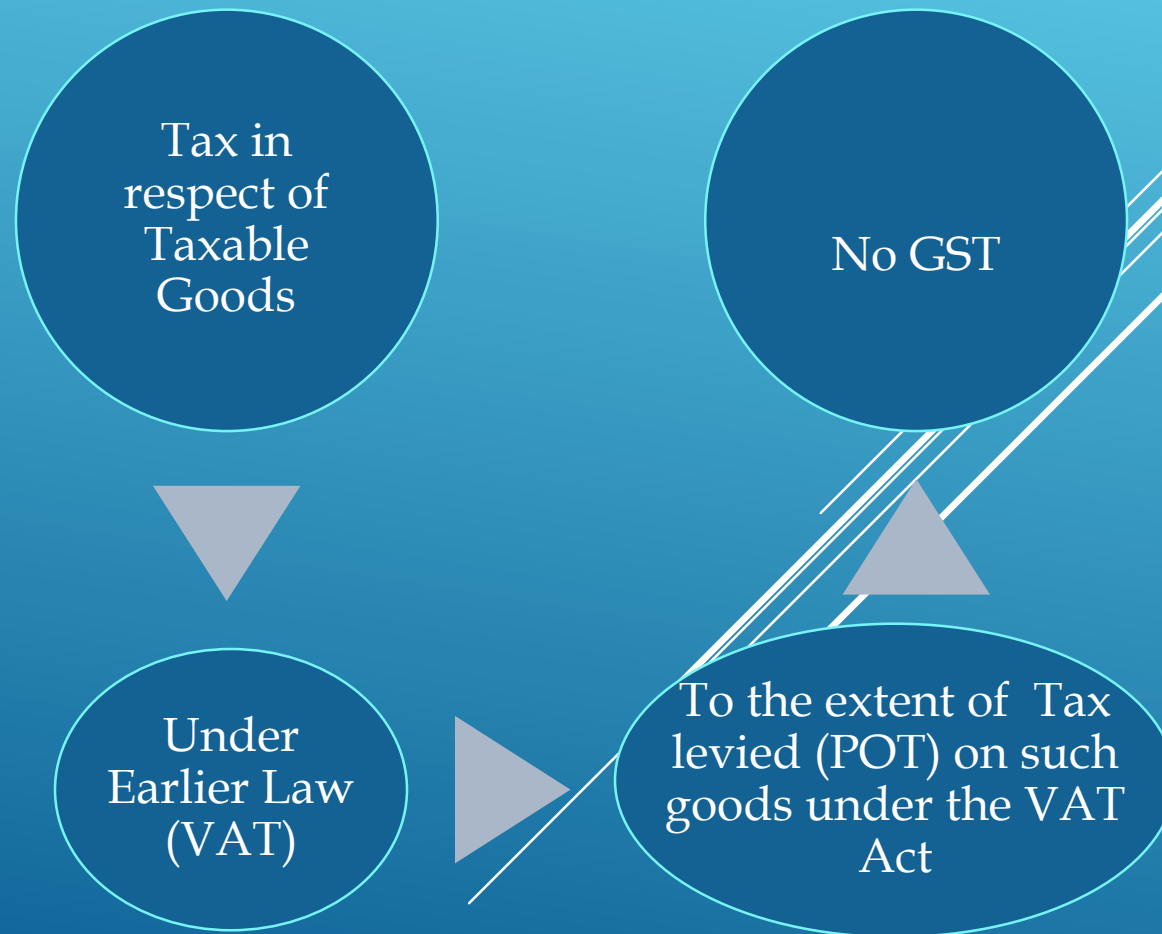 Tax in
respect of
Taxable
Goods
Under
Earlier Law
(VAT)
To the extent of  Tax
levied (POT) on such
goods under the VAT
Act
No GST